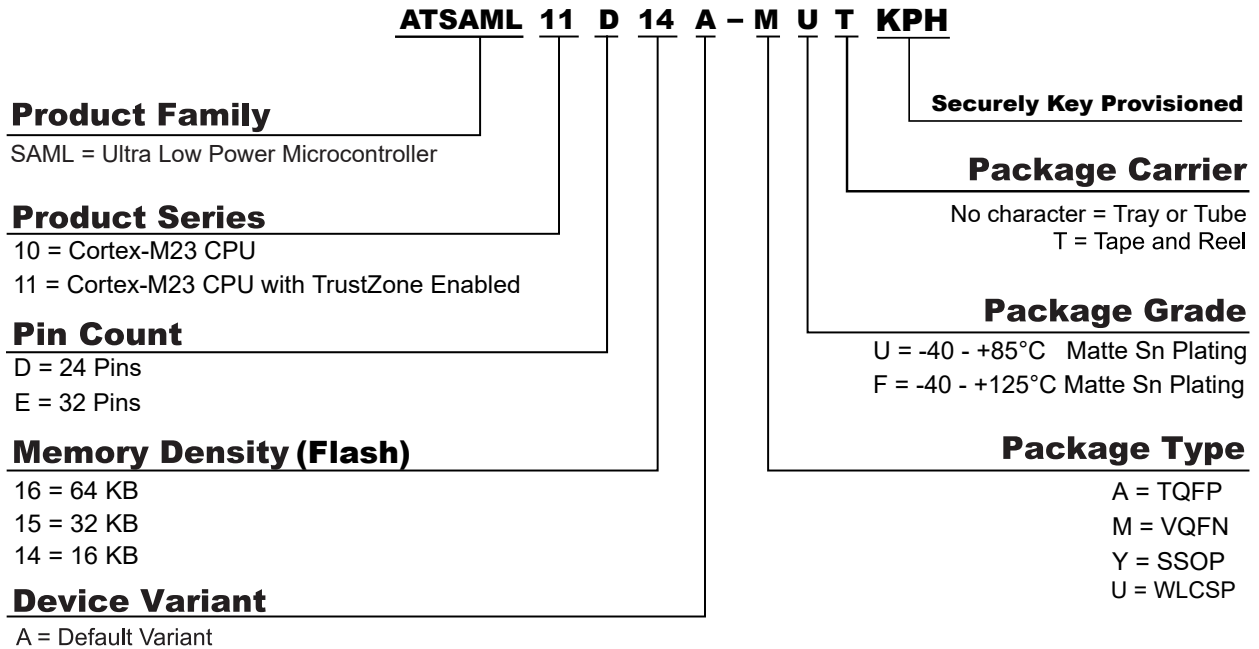 ATSAML 11 D 14 A – M U T KPH
Product Family
SAML = Ultra Low Power Microcontroller
Product Series
10 = Cortex-M23 CPU
11 = Cortex-M23 CPU with TrustZone Enabled
Pin Count
D = 24 Pins
E = 32 Pins
Memory Density (Flash)
16 = 64 KB
15 = 32 KB
14 = 16 KB
Device Variant
A = Default Variant
Securely Key Provisioned
Package Carrier
No character = Tray or Tube
T = Tape and Reel
Package Grade
U = -40 - +85°C Matte Sn Plating
F = -40 - +125°C Matte Sn Plating
Package Type
A = TQFP
M = VQFN
Y = SSOP
U = WLCSP